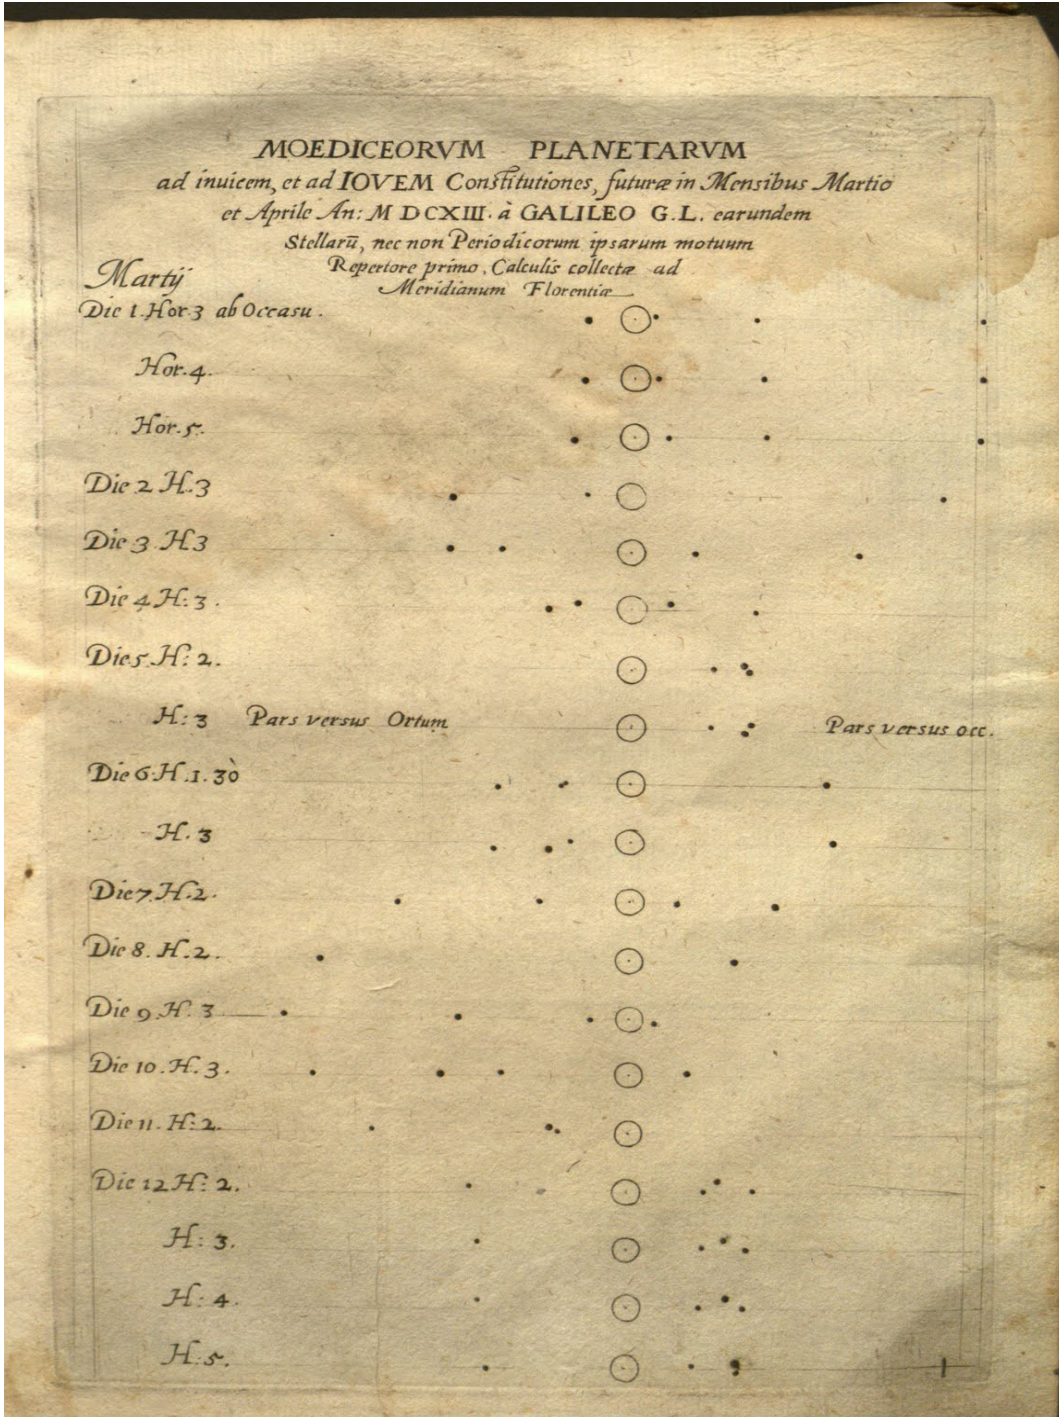 MOEDICEORVM PLANETARVM
ad inuicem, et ad IOVEM Constitutiones, futuræ in Mensibus Martio
et Aprile An: M DCXIII. à GALILEO G.L. earundem
Stellarū, nec non Periodicorum ipsarum motuum
Repertore primo, Calculis collectæ ad
Meridianum Florentiæ
Martij
Die 1. Hor. 3 ab Occasu.
Hor. 4.
Hor. 5.
Die 2 H. 3
Die 3 H. 3
Die 4 H: 3.
Die 5. H: 2.
H: 3 Pars versus Ortum Pars versus occ.
Die 6. H. 1. 30
H. 3
Die 7. H. 2.
Die 8. H. 2.
Die 9. H. 3
Die 10. H. 3.
Die 11. H: 2.
Die 12 H: 2.
H: 3.
H: 4.
H: 5.